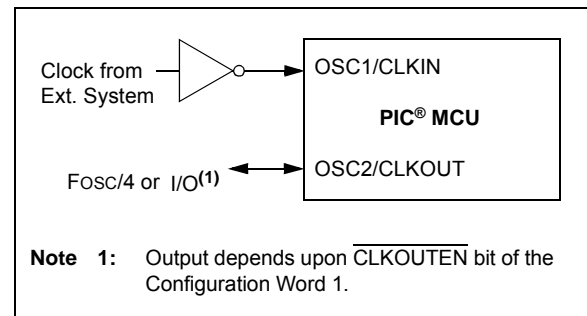 Clock from
Ext. System
OSC1/CLKIN
PIC® MCU
FOSC/4 or I/O(1)
OSC2/CLKOUT
Note 1: Output depends upon CLKOUTEN bit of the
Configuration Word 1.